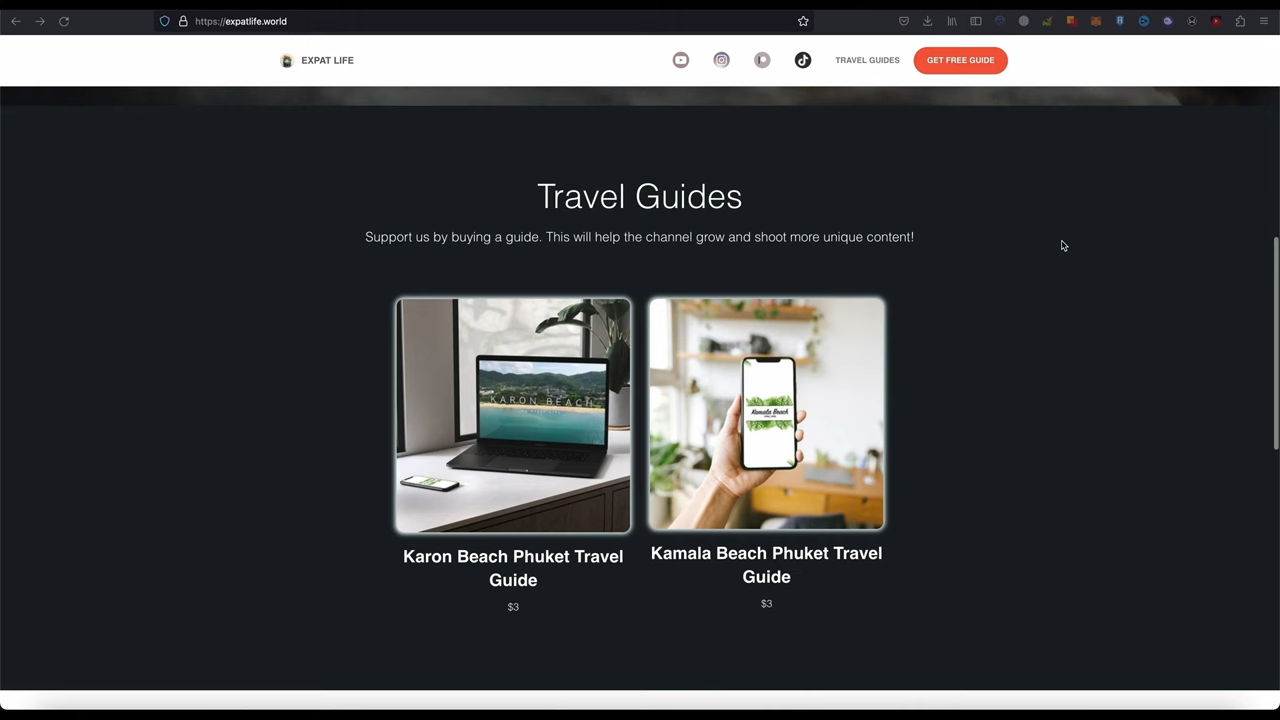 https://expatlife.world
EXPAT LIFE
TRAVEL GUIDES
GET FREE GUIDE
Travel Guides
Support us by buying a guide. This will help the channel grow and shoot more unique content!
KARON BEACH
Kamala Beach
Karon Beach Phuket Travel
Guide
$3
Kamala Beach Phuket Travel
Guide
$3